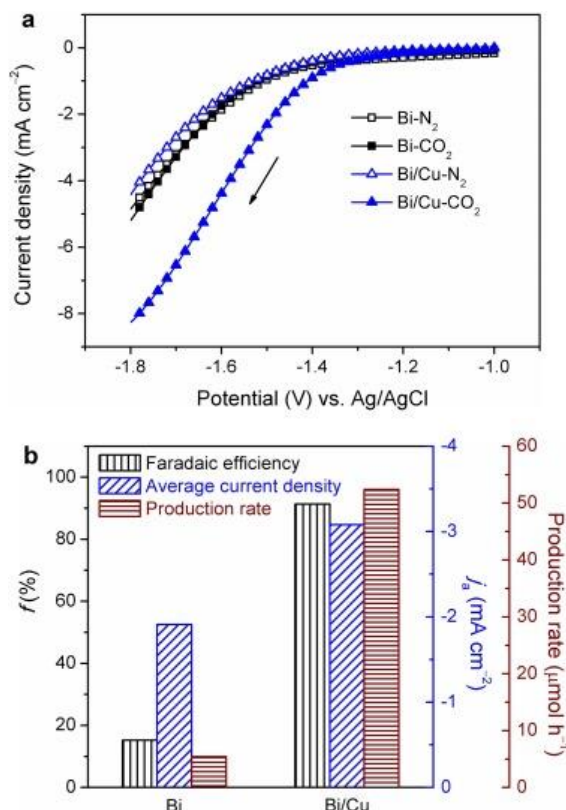 a
0
-2
-4
-6
-8
Current density (mA cm⁻²)
Bi-N₂
Bi-CO₂
Bi/Cu-N₂
Bi/Cu-CO₂
-1.8 -1.6 -1.4 -1.2 -1.0
Potential (V) vs. Ag/AgCl
b
Faradaic efficiency
Average current density
Production rate
100
80
60
40
20
0
f(%)
-4
-3
-2
-1
0
jₐ (mA cm⁻²)
60
50
40
30
20
10
0
Production rate (μmol h⁻¹)
Bi Bi/Cu